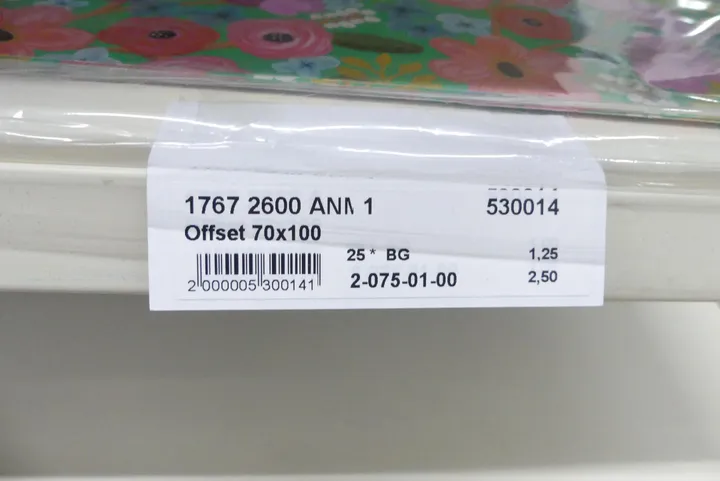 1767 2600 ANM 1 530014
Offset 70x100
25 * BG 1,25
2 000005 300141 2-075-01-00 2,50